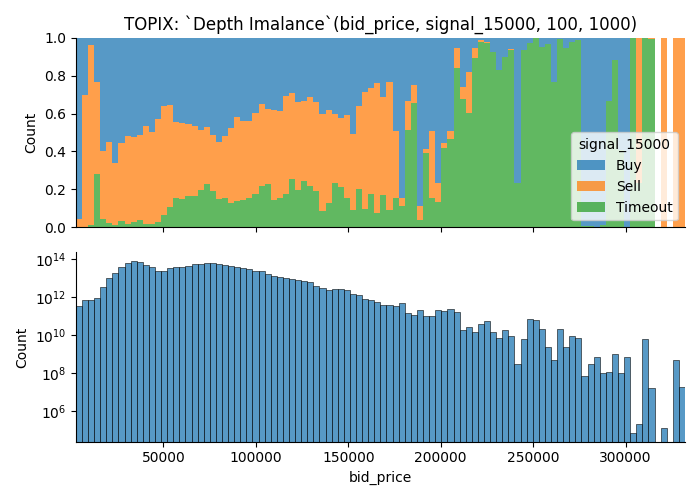 TOPIX: `Depth Imalance`(bid_price, signal_15000, 100, 1000)
1.0
0.8
0.6
0.4
0.2
0.0
Count
signal_15000
Buy
Sell
Timeout
10^14
10^12
10^10
10^8
10^6
Count
50000 100000 150000 200000 250000 300000
bid_price